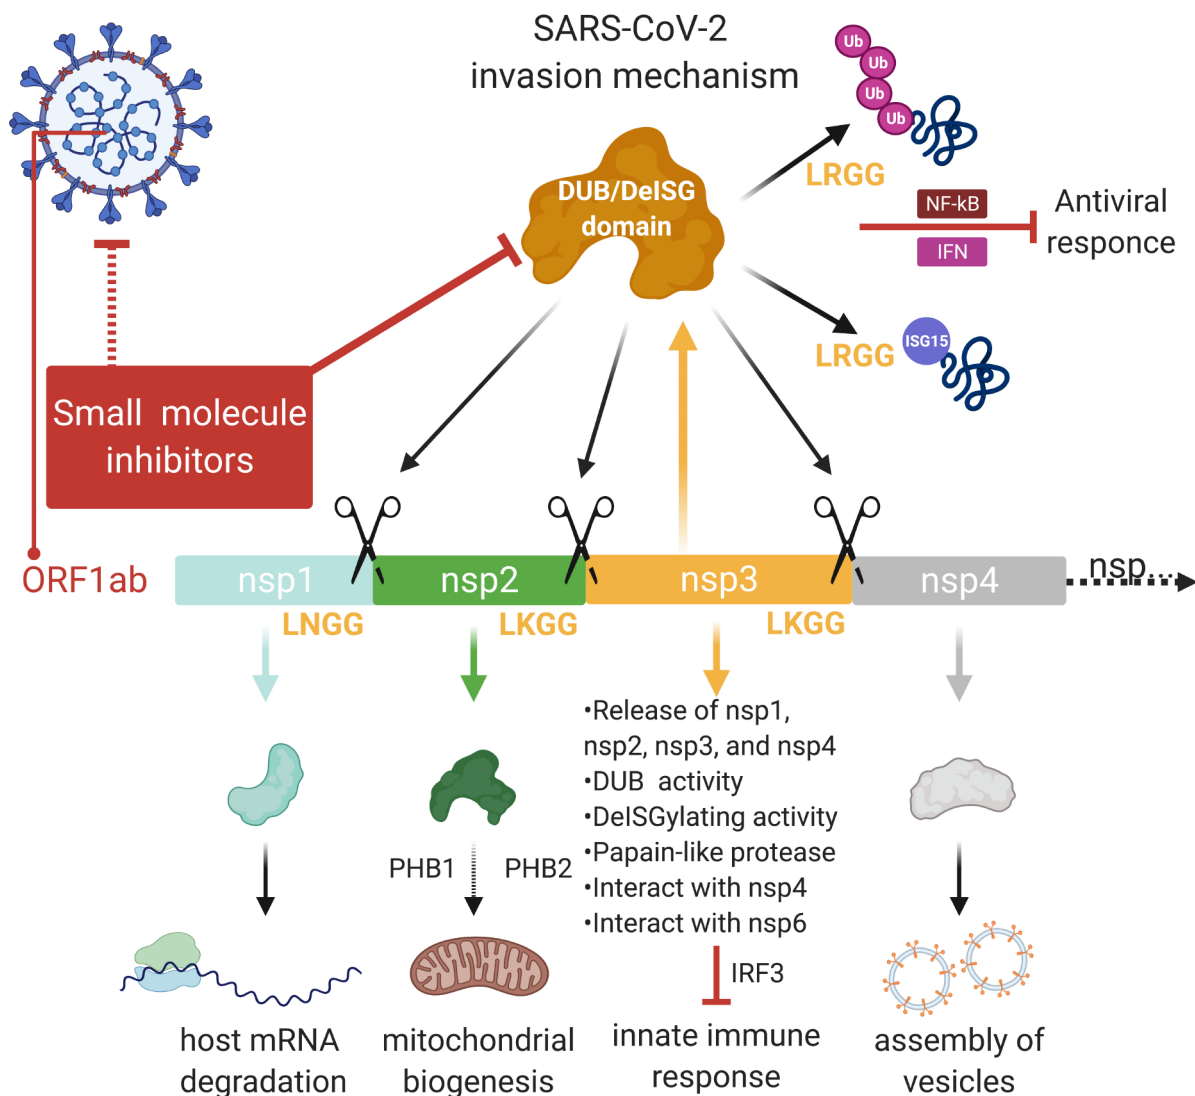 SARS-CoV-2
invasion mechanism
Ub
Ub
Ub
Ub
LRGG
DUB/DeISG
domain
NF-kB
IFN
Antiviral
responce
LRGG
ISG15
Small molecule
inhibitors
ORF1ab
nsp1
nsp2
nsp3
nsp4
nsp...
LNGG
LKGG
LKGG
•Release of nsp1,
nsp2, nsp3, and nsp4
•DUB activity
•DeISGylating activity
•Papain-like protease
•Interact with nsp4
•Interact with nsp6
PHB1
PHB2
IRF3
host mRNA
degradation
mitochondrial
biogenesis
innate immune
response
assembly of
vesicles